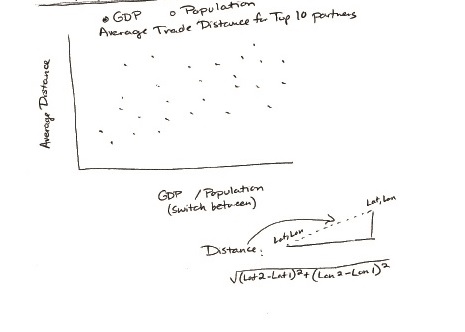 GDP Population
Average Trade Distance for Top 10 partners
Average Distance
GDP / Population
(Switch between)
Lat, Lon
Lat, Lon
Distance:
√(Lat2-Lat1)²+(Lon2-Lon1)²